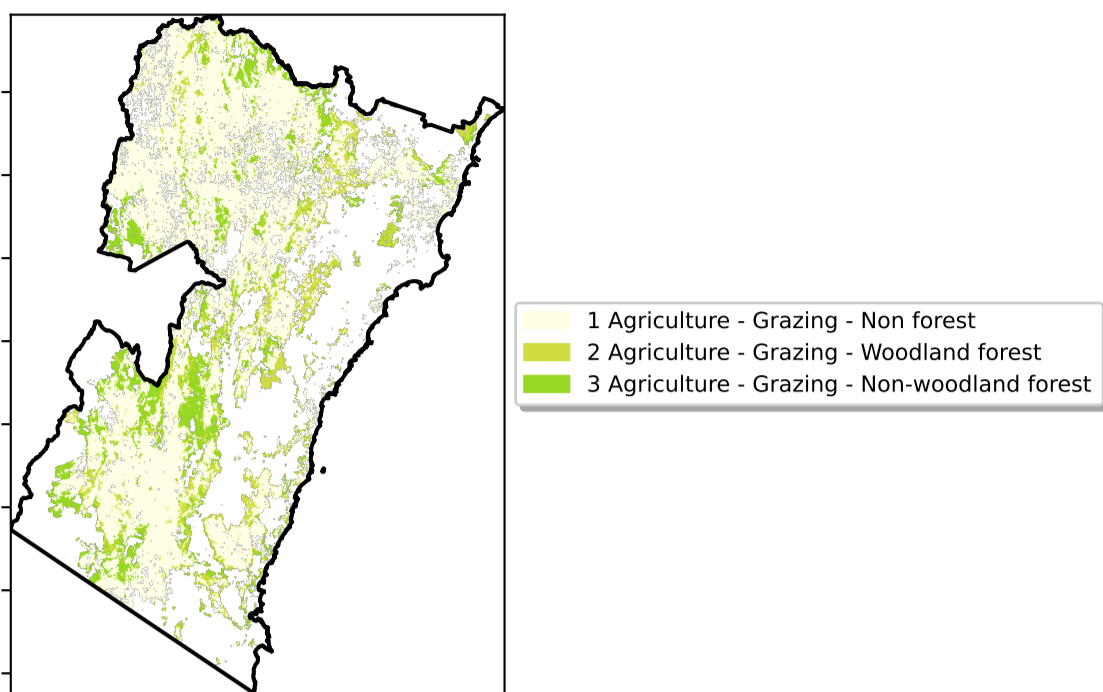 1 Agriculture - Grazing - Non forest
2 Agriculture - Grazing - Woodland forest
3 Agriculture - Grazing - Non-woodland forest